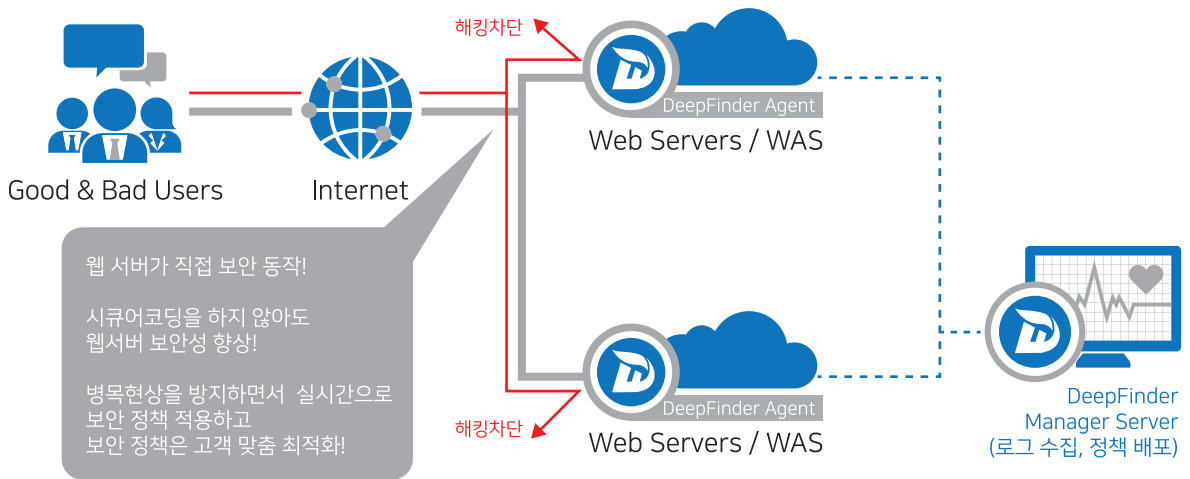 해킹차단
DeepFinder Agent
Web Servers / WAS
Good & Bad Users
Internet
웹 서버가 직접 보안 동작!
시큐어코딩을 하지 않아도
웹서버 보안성 향상!
병목현상을 방지하면서 실시간으로
보안 정책 적용하고
보안 정책은 고객 맞춤 최적화!
해킹차단
DeepFinder Agent
Web Servers / WAS
DeepFinder
Manager Server
(로그 수집, 정책 배포)